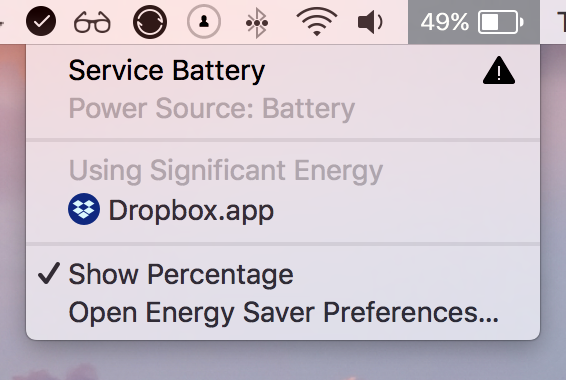 49%
Service Battery
Power Source: Battery
Using Significant Energy
Dropbox.app
Show Percentage
Open Energy Saver Preferences...